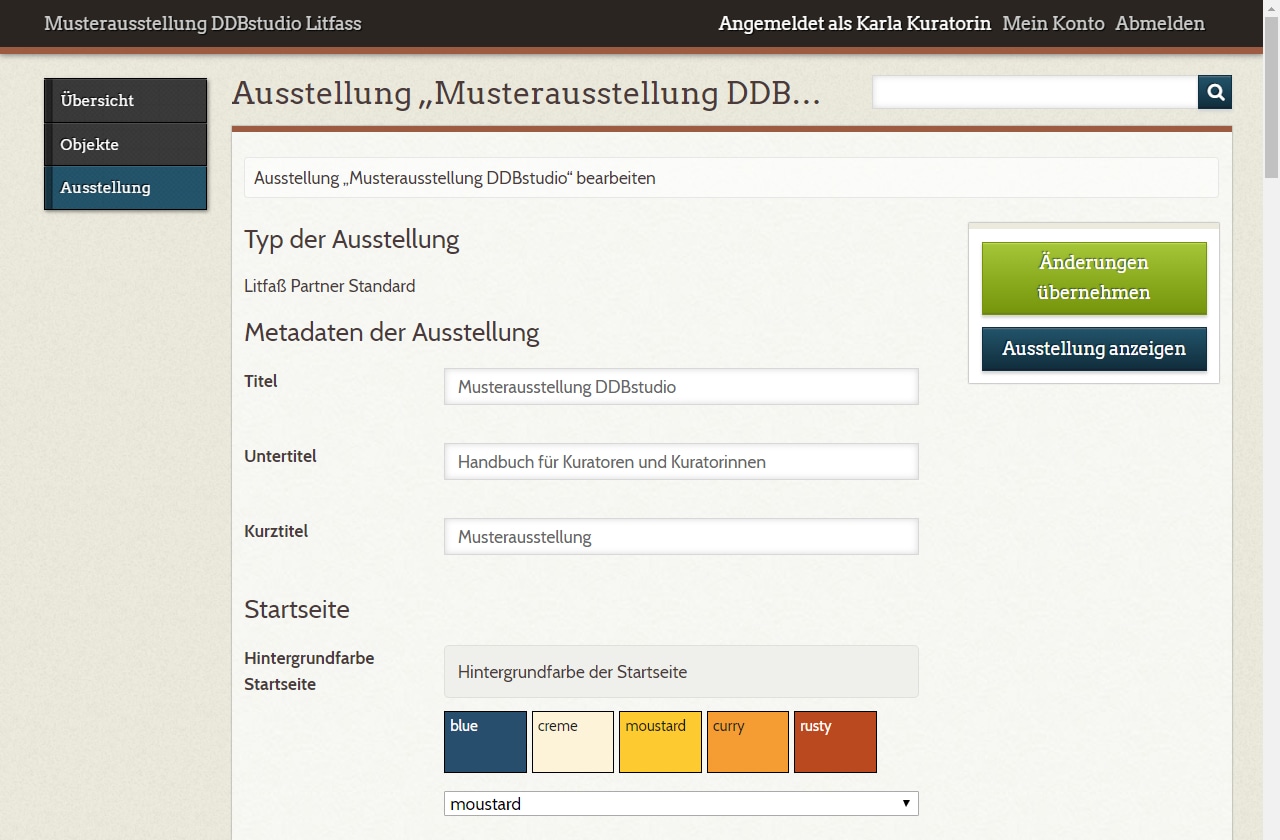 Musterausstellung DDBstudio Litfass
Angemeldet als Karla Kuratorin Mein Konto Abmelden
Übersicht
Objekte
Ausstellung
Ausstellung „Musterausstellung DDB...
Ausstellung „Musterausstellung DDBstudio“ bearbeiten
Typ der Ausstellung
Litfaß Partner Standard
Änderungen
übernehmen
Ausstellung anzeigen
Metadaten der Ausstellung
Titel
Musterausstellung DDBstudio
Untertitel
Handbuch für Kuratoren und Kuratorinnen
Kurztitel
Musterausstellung
Startseite
Hintergrundfarbe
Startseite
Hintergrundfarbe der Startseite
blue creme moustard curry rusty
moustard